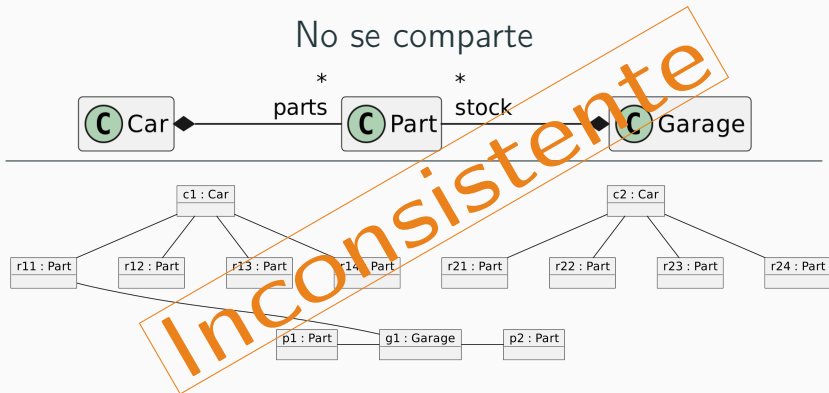 No se comparte
* *
parts stock
C Car C Part C Garage
c1 : Car c2 : Car
r11 : Part r12 : Part r13 : Part r14 : Part r21 : Part r22 : Part r23 : Part r24 : Part
p1 : Part g1 : Garage p2 : Part
Inconsistente